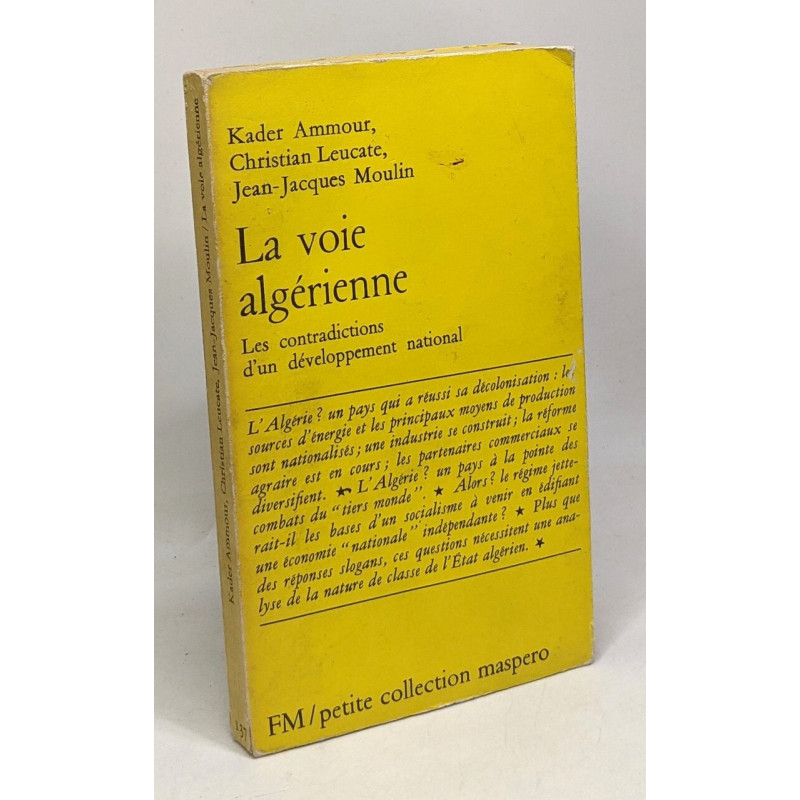 Kader Ammour,
Christian Leucate,
Jean-Jacques Moulin
La voie
algérienne
Les contradictions
d'un développement national
L'Algérie ? un pays qui a réussi sa décolonisation : les
sources d'énergie et les principaux moyens de production
sont nationalisés ; une industrie se construit ; la réforme
agraire est en cours ; les partenaires commerciaux se
diversifient. ★ L'Algérie ? un pays à la pointe des
combats du "tiers monde". ★ Alors ? le régime jette-
rait-il les bases d'un socialisme à venir en édifiant
une économie "nationale" indépendante ? ★ Plus que
des réponses slogans, ces questions nécessitent une ana-
lyse de la nature de classe de l'État algérien. ★
FM/petite collection maspero
Kader Ammour, Christian Leucate, Jean-Jacques Moulin / La voie algérienne
137